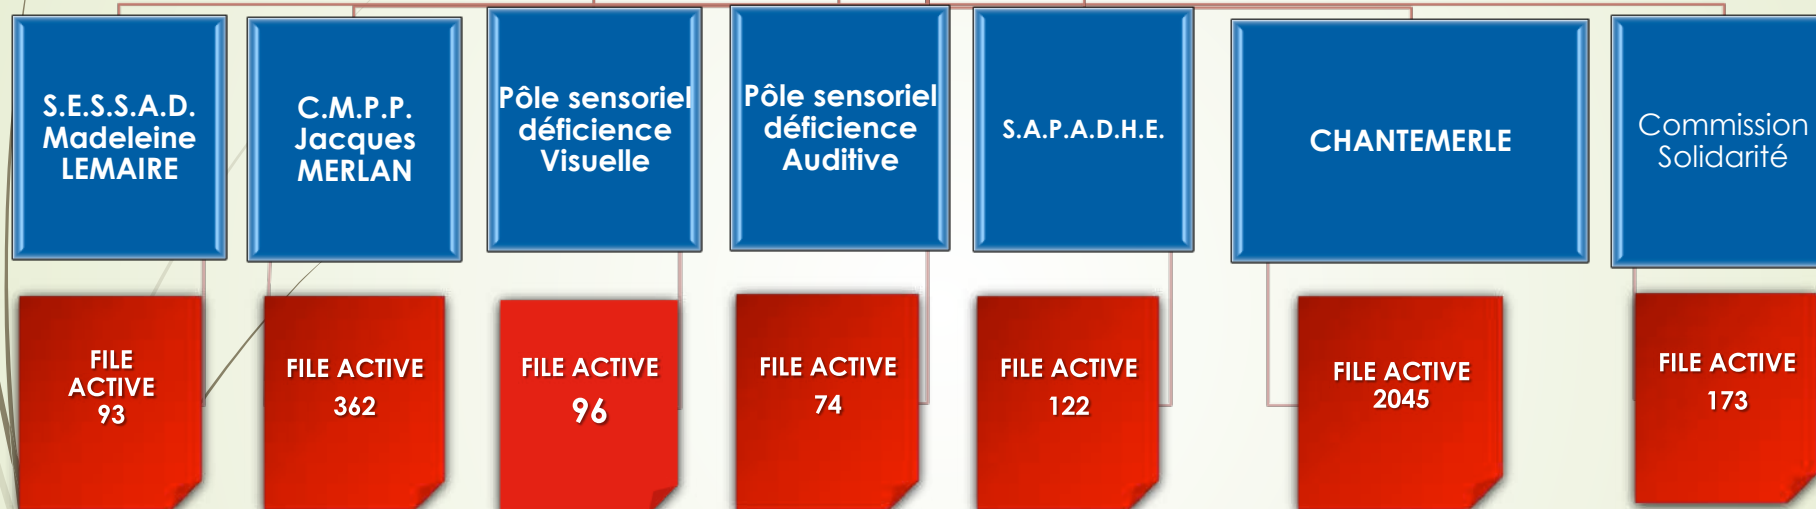 S.E.S.S.A.D.
Madeleine
LEMAIRE
C.M.P.P.
Jacques
MERLAN
Pôle sensoriel
déficience
Visuelle
Pôle sensoriel
déficience
Auditive
S.A.P.A.D.H.E.
CHANTEMERLE
Commission
Solidarité
FILE
ACTIVE
93
FILE ACTIVE
362
FILE ACTIVE
96
FILE ACTIVE
74
FILE ACTIVE
122
FILE ACTIVE
2045
FILE ACTIVE
173